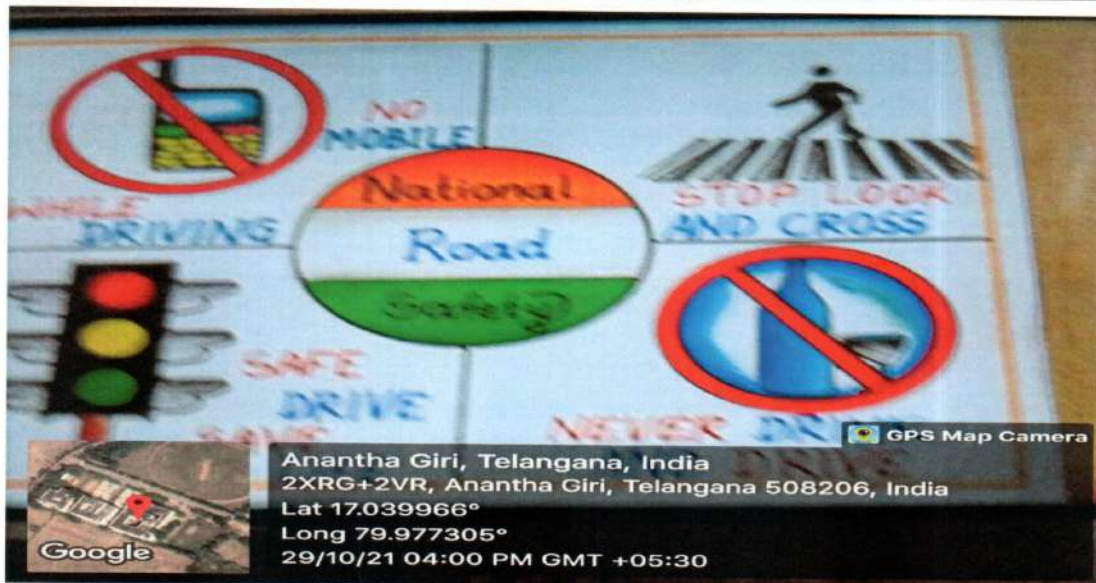 NO
MOBILE
WHILE
DRIVING
National
Road
Safety
STOP LOOK
AND CROSS
SAFE
DRIVE
SAVE
NEVER
DRIVE
GPS Map Camera
Anantha Giri, Telangana, India
2XRG+2VR, Anantha Giri, Telangana 508206, India
Lat 17.039966°
Long 79.977305°
29/10/21 04:00 PM GMT +05:30
Google